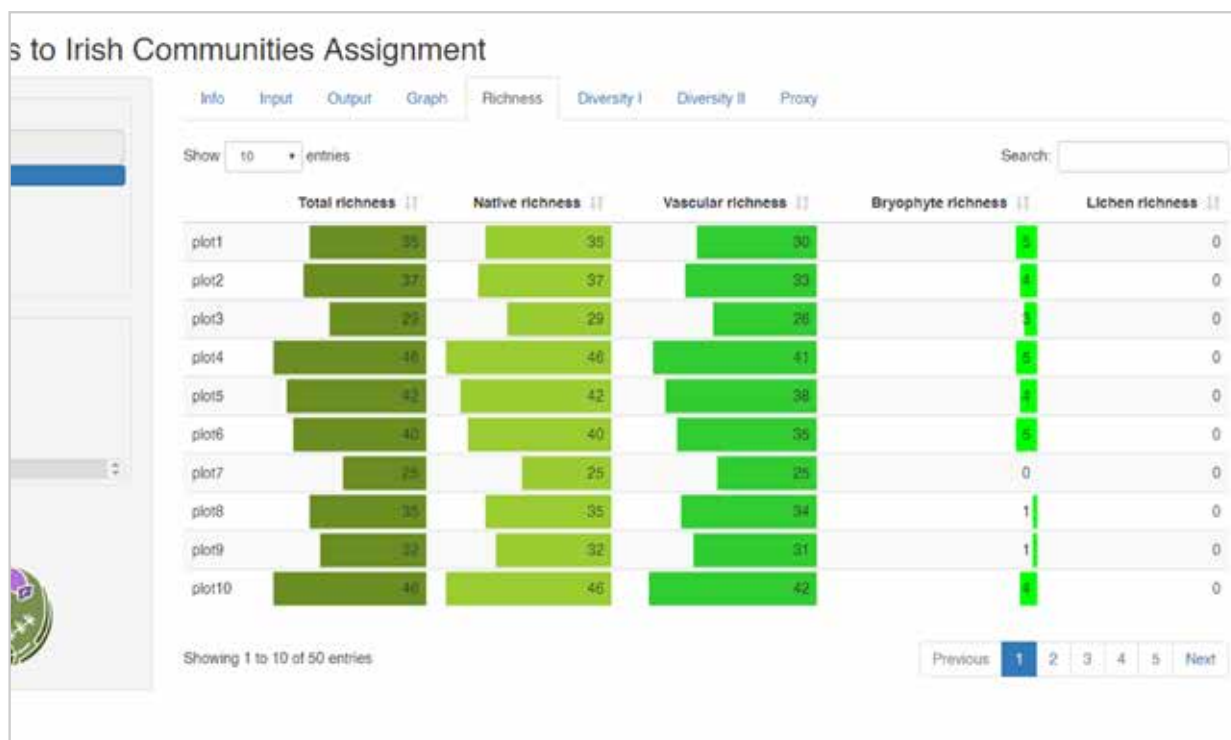 s to Irish Communities Assignment
Info Input Output Graph Richness Diversity I Diversity II Proxy
Show 10 entries Search:
Total richness Native richness Vascular richness Bryophyte richness Lichen richness
plot1 35 35 30 5 0
plot2 37 37 33 4 0
plot3 29 29 26 3 0
plot4 46 46 41 5 0
plot5 42 42 38 4 0
plot6 40 40 35 5 0
plot7 25 25 25 0 0
plot8 35 35 34 1 0
plot9 32 32 31 1 0
plot10 46 46 42 4 0
Showing 1 to 10 of 50 entries Previous 1 2 3 4 5 Next